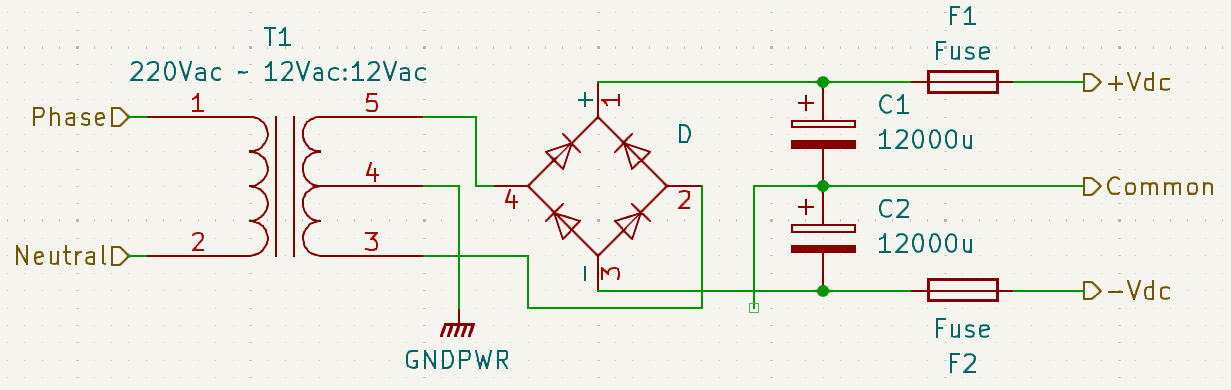 T1
220Vac ~ 12Vac:12Vac
Phase
Neutral
1
2
5
4
3
GNDPWR
+
1
D
4
2
3
-
+
C1
12000u
+
C2
12000u
F1
Fuse
+Vdc
Common
-Vdc
Fuse
F2